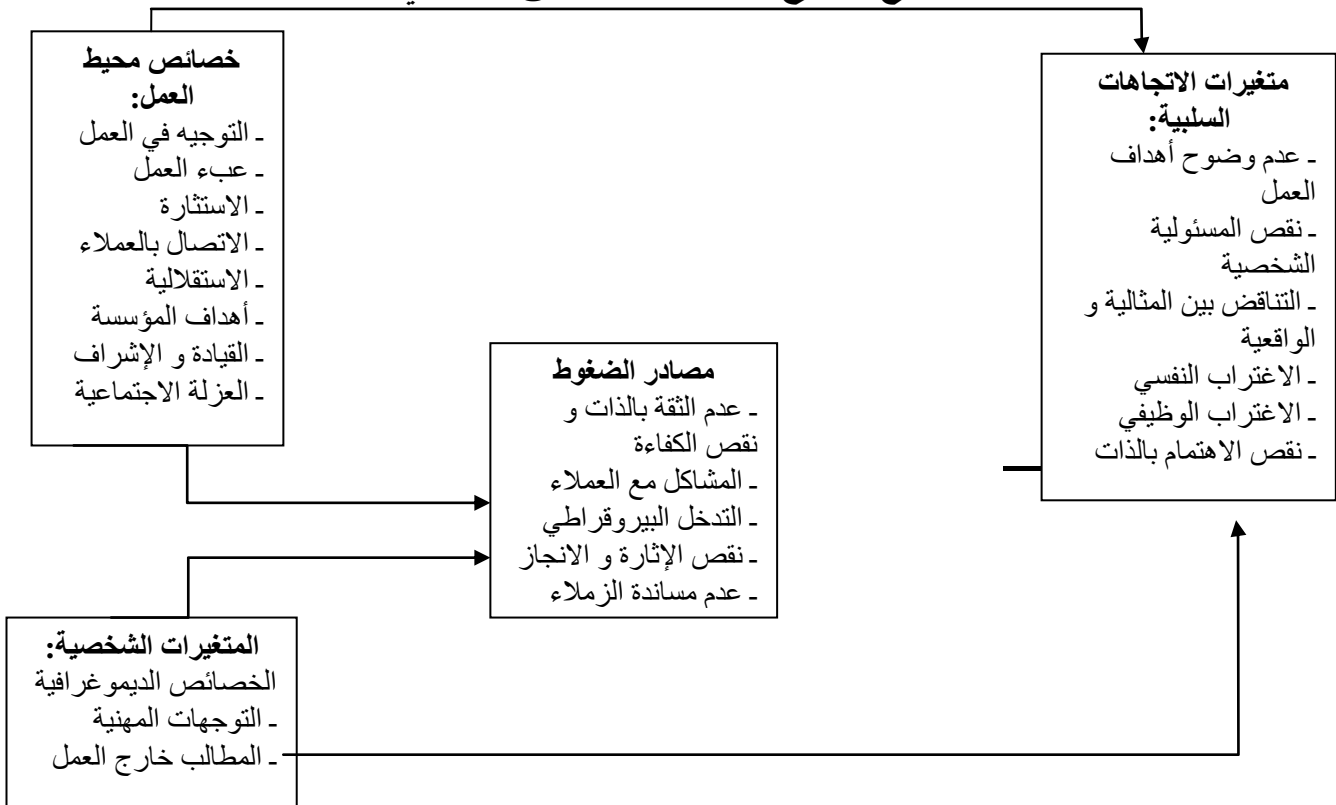 خصائص محيط
العمل:
ـ التوجيه في العمل
ـ عبء العمل
ـ الاستثارة
ـ الاتصال بالعملاء
ـ الاستقلالية
ـ أهداف المؤسسة
ـ القيادة و الإشراف
ـ العزلة الاجتماعية
متغيرات الاتجاهات
السلبية:
ـ عدم وضوح أهداف
العمل
ـ نقص المسئولية
الشخصية
ـ التناقض بين المثالية و
الواقعية
ـ الاغتراب النفسي
ـ الاغتراب الوظيفي
ـ نقص الاهتمام بالذات
مصادر الضغوط
ـ عدم الثقة بالذات و
نقص الكفاءة
ـ المشاكل مع العملاء
ـ التدخل البيروقراطي
ـ نقص الإثارة و الانجاز
ـ عدم مساندة الزملاء
المتغيرات الشخصية:
الخصائص الديموغرافية
ـ التوجهات المهنية
ـ المطالب خارج العمل